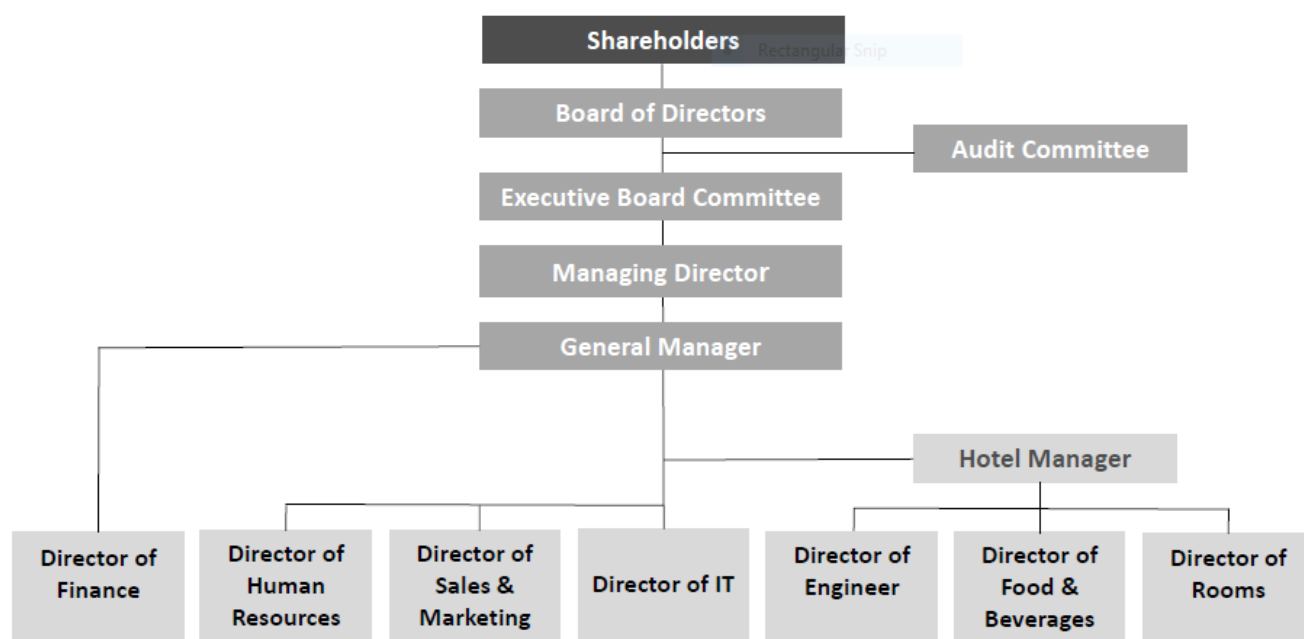 Shareholders
Rectangular Snip
Board of Directors
Audit Committee
Executive Board Committee
Managing Director
General Manager
Hotel Manager
Director of
Finance
Director of
Human
Resources
Director of
Sales &
Marketing
Director of IT
Director of
Engineer
Director of
Food &
Beverages
Director of
Rooms